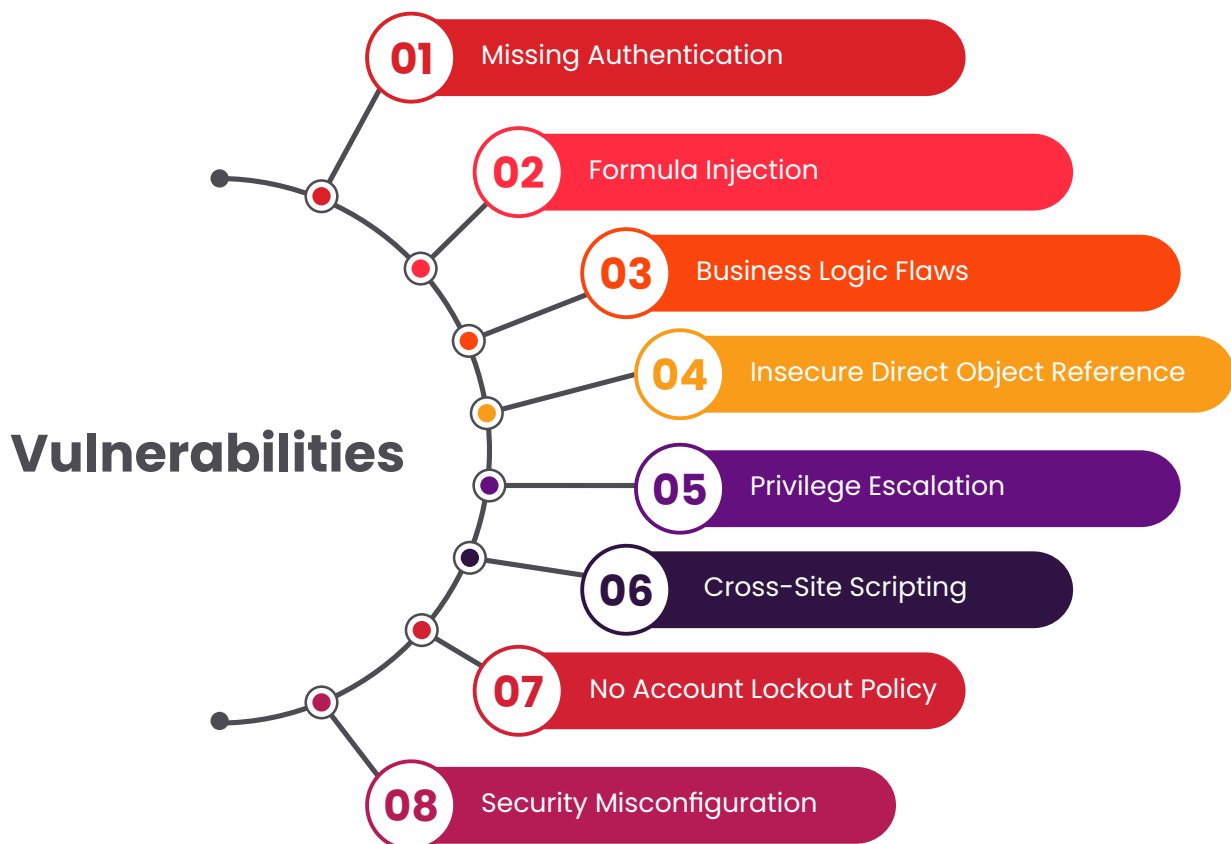 01 Missing Authentication
02 Formula Injection
03 Business Logic Flaws
04 Insecure Direct Object Reference
Vulnerabilities
05 Privilege Escalation
06 Cross-Site Scripting
07 No Account Lockout Policy
08 Security Misconfiguration